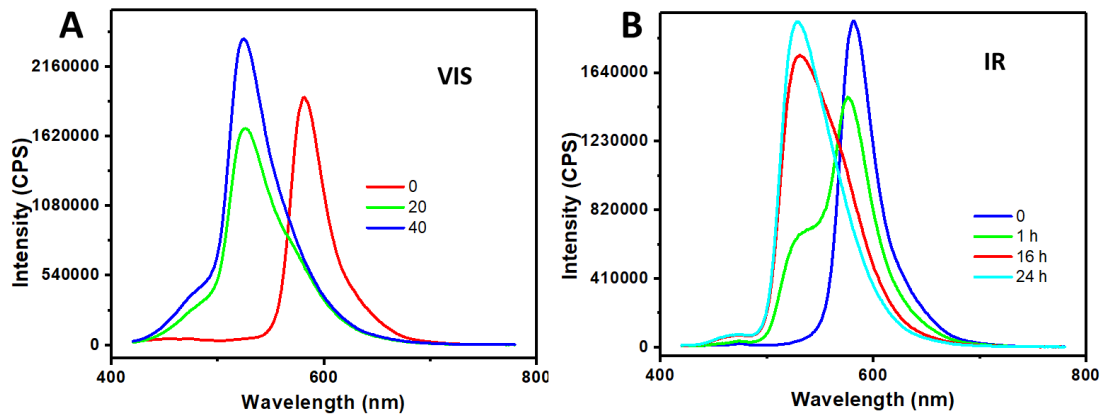 A
VIS
Intensity (CPS)
2160000
1620000
1080000
540000
0
0
20
40
400
600
800
Wavelength (nm)
B
IR
Intensity (CPS)
1640000
1230000
820000
410000
0
0
1 h
16 h
24 h
400
600
800
Wavelength (nm)